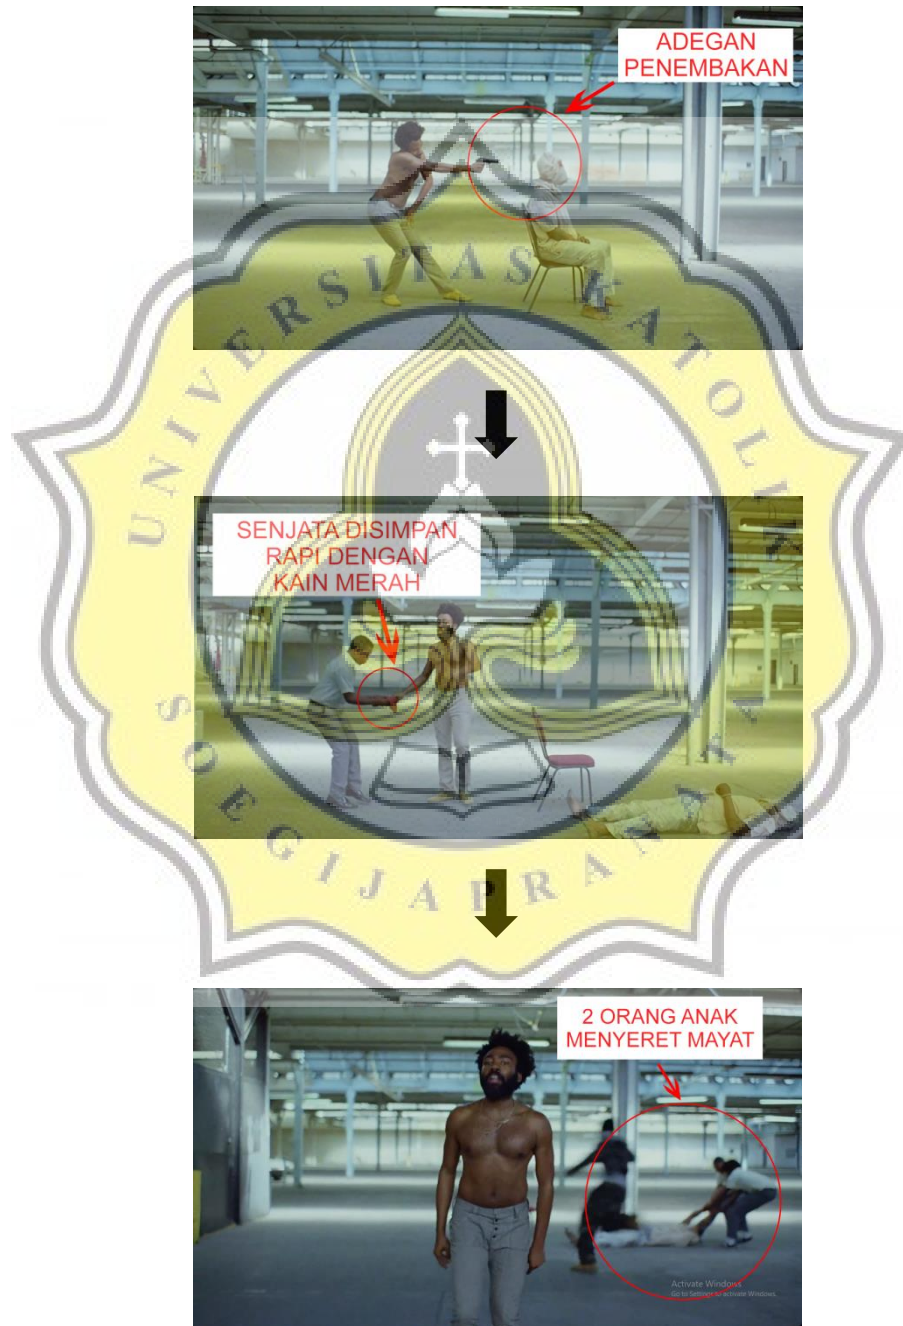 ADEGAN
PENEMBAKAN
UNIVERSITAS KATOLIK
SENJATA DISIMPAN
RAPI DENGAN
KAIN MERAH
SOEGIJAPRANATA
2 ORANG ANAK
MENYERET MAYAT
Activate Windows
Go to Settings to activate Windows.